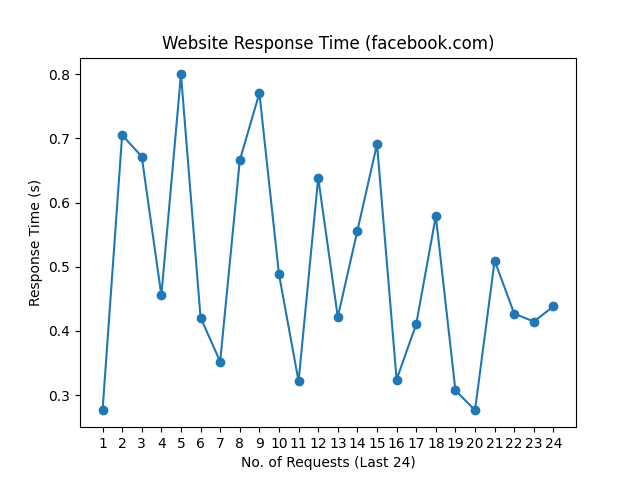 Website Response Time (facebook.com)
0.8
0.7
0.6
0.5
0.4
0.3
Response Time (s)
1 2 3 4 5 6 7 8 9 10 11 12 13 14 15 16 17 18 19 20 21 22 23 24
No. of Requests (Last 24)